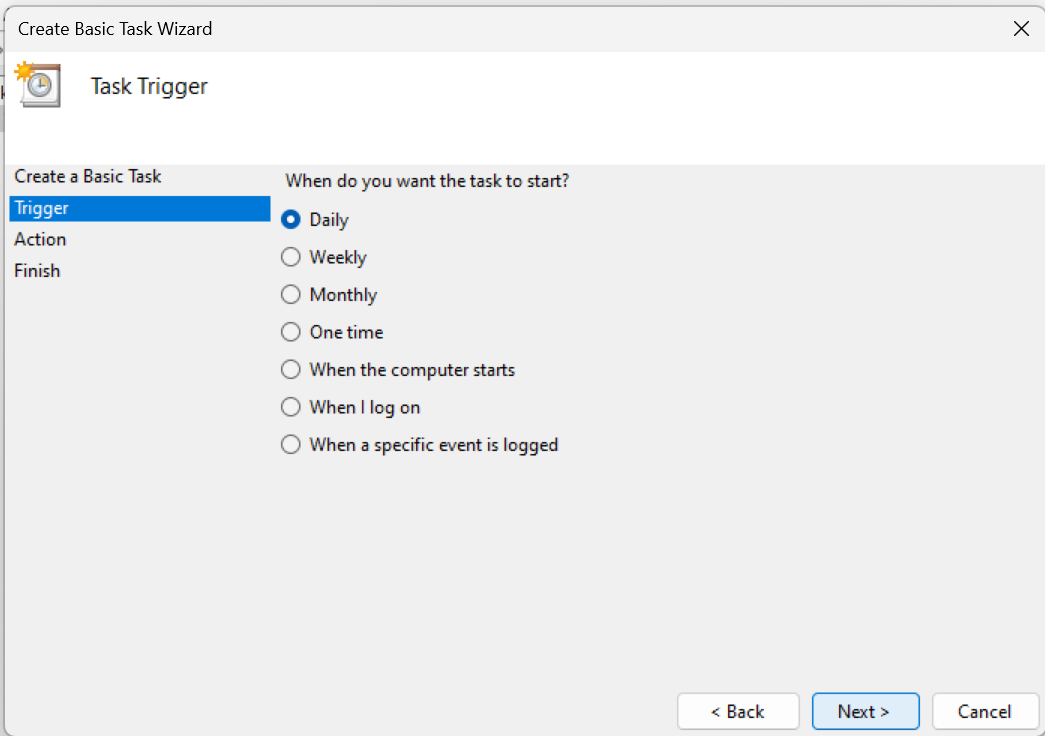 Create Basic Task Wizard
Task Trigger
Create a Basic Task
Trigger
Action
Finish
When do you want the task to start?
Daily
Weekly
Monthly
One time
When the computer starts
When I log on
When a specific event is logged
< Back
Next >
Cancel